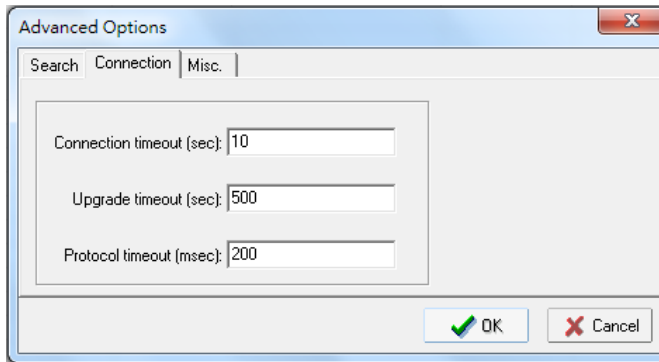 Advanced Options
Search Connection Misc.
Connection timeout (sec): 10
Upgrade timeout (sec): 500
Protocol timeout (msec): 200
OK Cancel